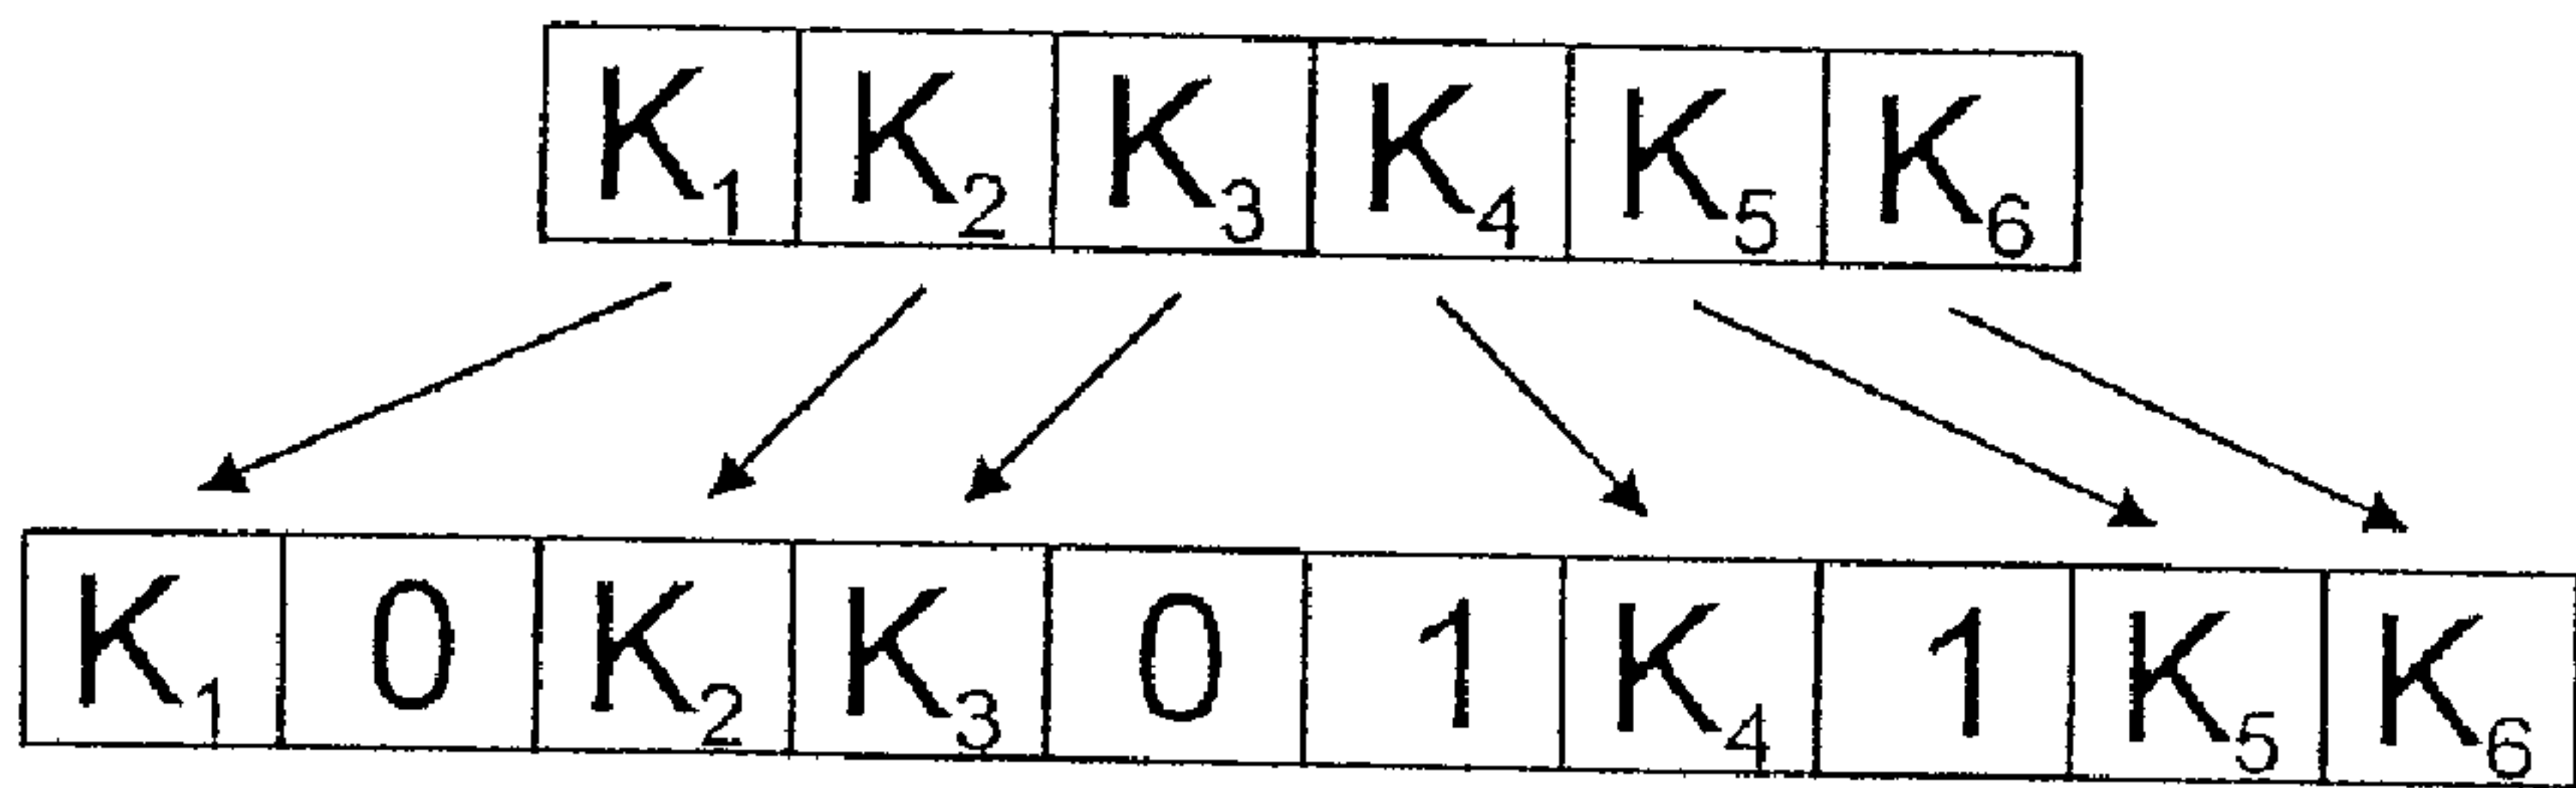 K₁ K₂ K₃ K₄ K₅ K₆
K₁ 0 K₂ K₃ 0 1 K₄ 1 K₅ K₆